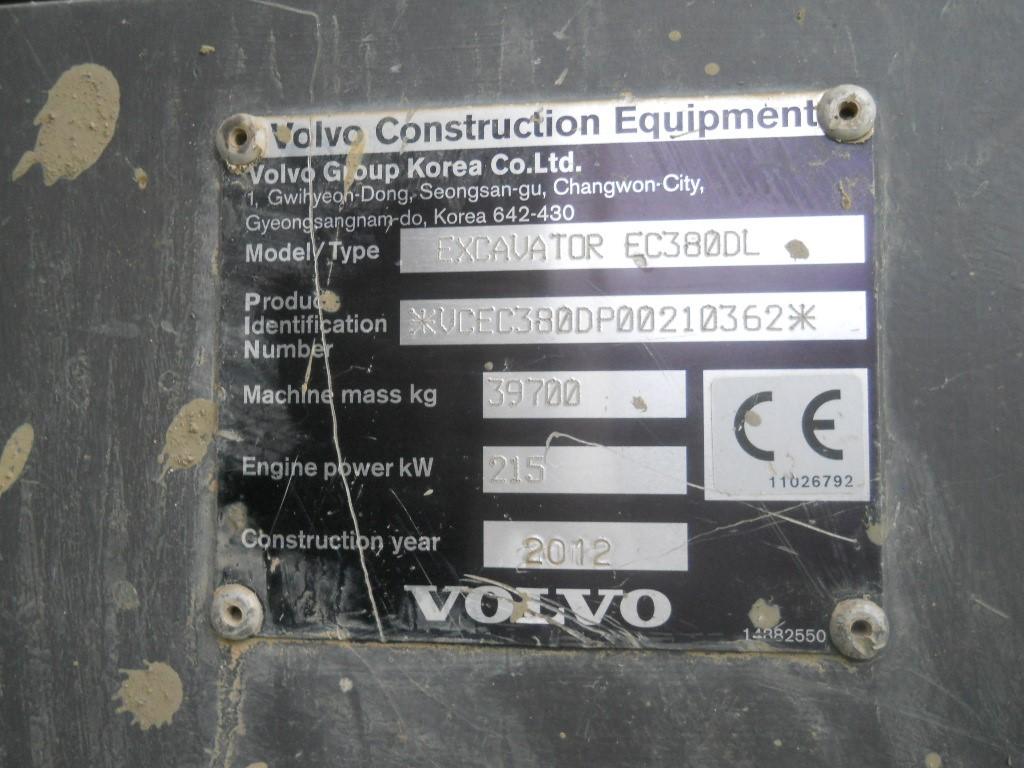 Volvo Construction Equipment
Volvo Group Korea Co.Ltd.
1, Gwihyeon-Dong, Seongsan-gu, Changwon-City,
Gyeongsangnam-do, Korea 642-430
Model/Type EXCAVATOR EC380DL
Product
Identification
Number
*VCEC380DP00210362*
Machine mass kg 39700
Engine power kW 215
CE
11026792
Construction year 2012
VOLVO
14882550